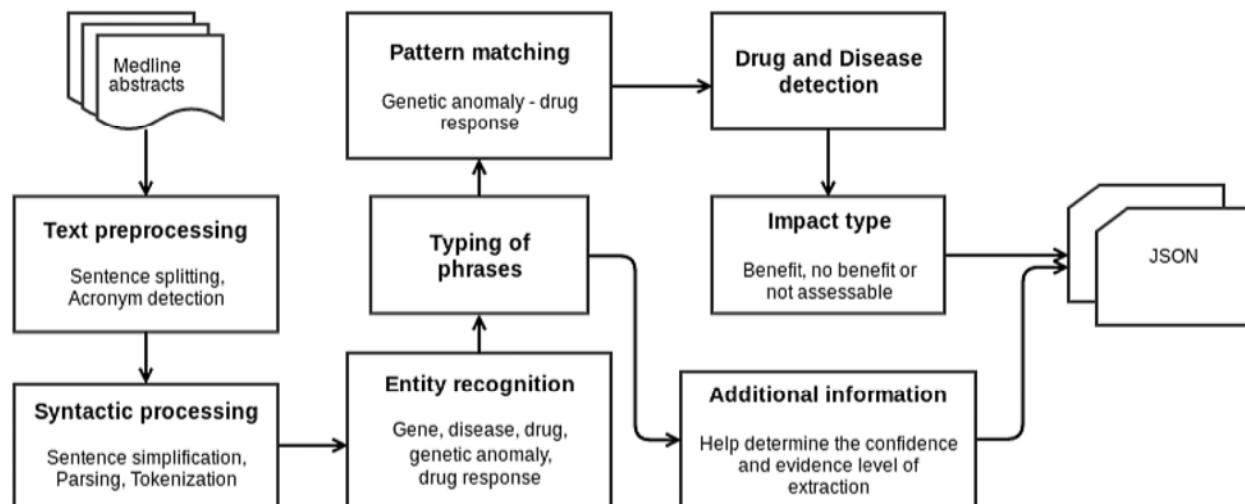 Medline
abstracts
Text preprocessing
Sentence splitting,
Acronym detection
Syntactic processing
Sentence simplification,
Parsing, Tokenization
Entity recognition
Gene, disease, drug,
genetic anomaly,
drug response
Typing of
phrases
Pattern matching
Genetic anomaly - drug
response
Drug and Disease
detection
Impact type
Benefit, no benefit or
not assessable
Additional information
Help determine the confidence
and evidence level of
extraction
JSON